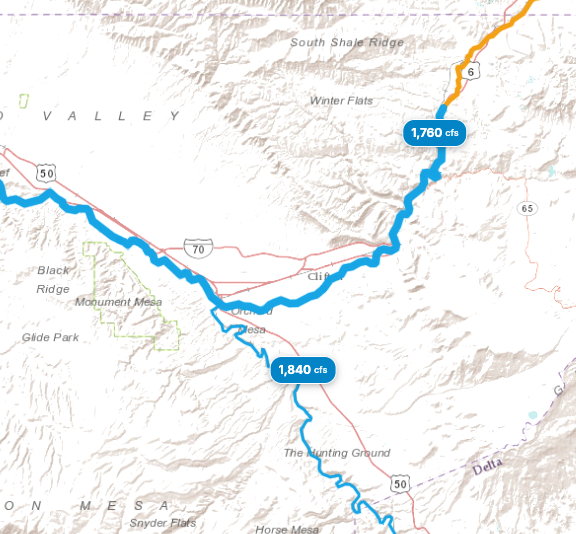 South Shale Ridge
6
Winter Flats
VALLEY
1,760 cfs
50
65
70
Clifton
Black
Ridge
Monument Mesa
Orchard
Mesa
Glide Park
1,840 cfs
The Hunting Ground
Delta
50
ON MESA
Snyder Flats
Horse Mesa
G